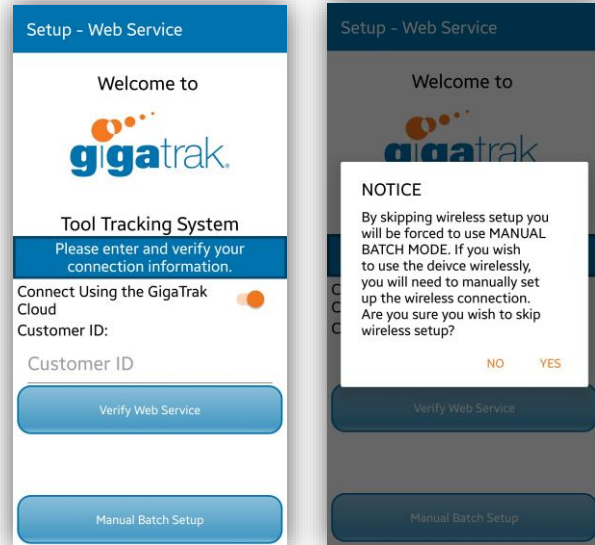 Setup - Web Service
Welcome to
gigatrak.
Tool Tracking System
Please enter and verify your
connection information.
Connect Using the GigaTrak
Cloud
Customer ID:
Customer ID
Verify Web Service
Manual Batch Setup
Setup - Web Service
Welcome to
gigatrak
NOTICE
By skipping wireless setup you
will be forced to use MANUAL
BATCH MODE. If you wish
to use the deivce wirelessly,
you will need to manually set
up the wireless connection.
Are you sure you wish to skip
wireless setup?
NO YES
C
C
C
Verify Web Service
Manual Batch Setup